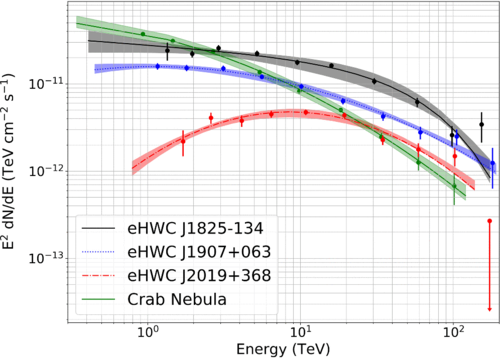 E² dN/dE (TeV cm⁻² s⁻¹)
10⁻¹¹
10⁻¹²
10⁻¹³
eHWC J1825-134
eHWC J1907+063
eHWC J2019+368
Crab Nebula
10⁰ 10¹ 10²
Energy (TeV)